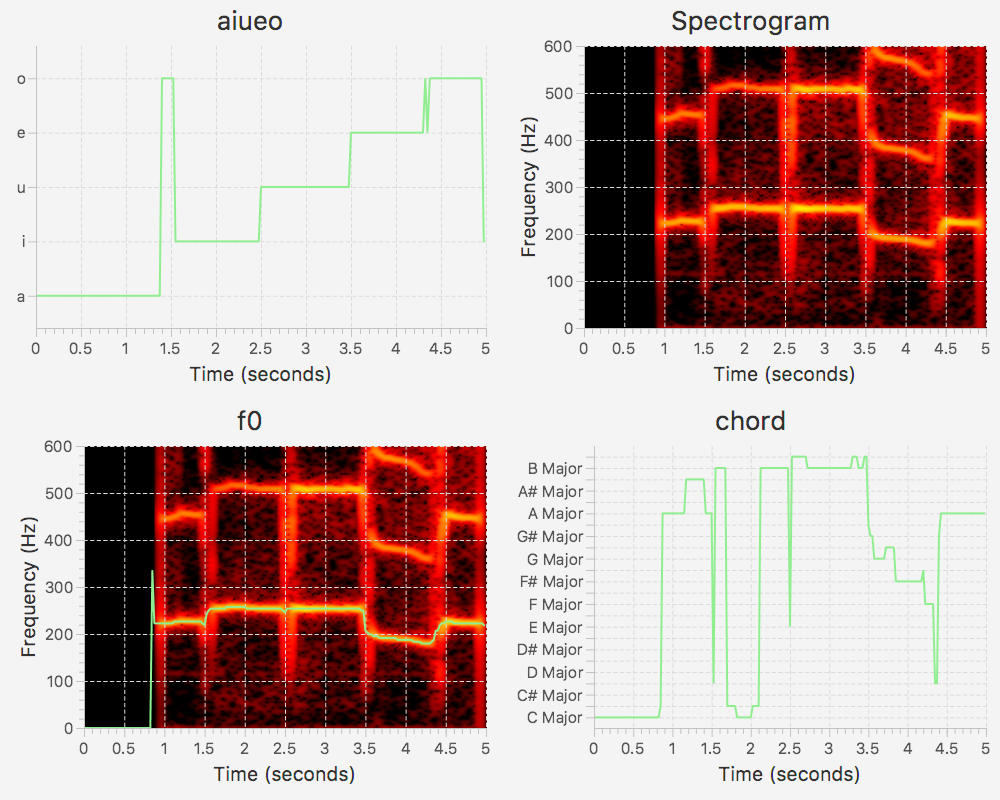 aiueo
o
e
u
i
a
0 0.5 1 1.5 2 2.5 3 3.5 4 4.5 5
Time (seconds)
Spectrogram
Frequency (Hz)
600
500
400
300
200
100
0
0 0.5 1 1.5 2 2.5 3 3.5 4 4.5 5
Time (seconds)
f0
Frequency (Hz)
600
500
400
300
200
100
0
0 0.5 1 1.5 2 2.5 3 3.5 4 4.5 5
Time (seconds)
chord
B Major
A# Major
A Major
G# Major
G Major
F# Major
F Major
E Major
D# Major
D Major
C# Major
C Major
0 0.5 1 1.5 2 2.5 3 3.5 4 4.5 5
Time (seconds)